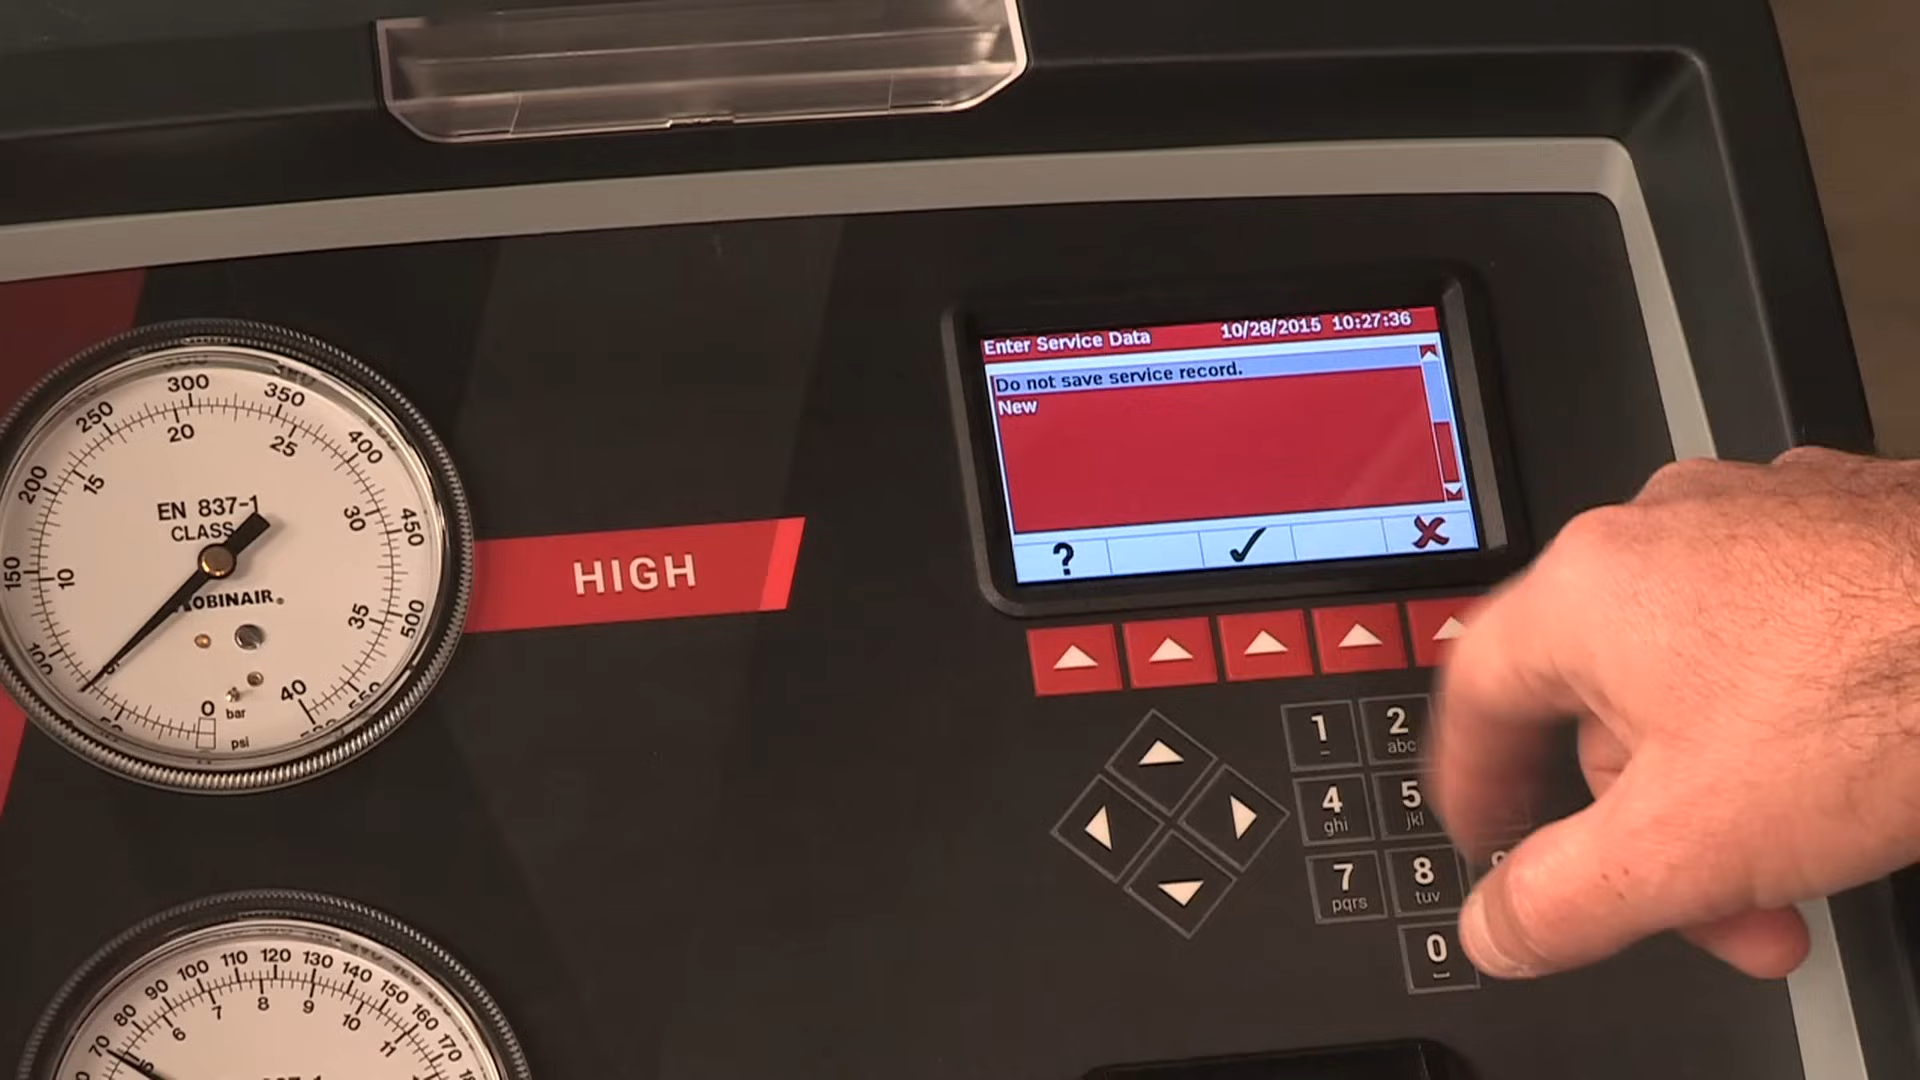 Enter Service Data 10/28/2015 10:27:36
Do not save service record.
New
?
HIGH
300
250
350
20
25
400
200
15
EN 837-1
CLASS
30
450
150
10
OBINAIR®
35
500
100
0
40
bar
psi
1
2
abc
4
ghi
5
jkl
7
pqrs
8
tuv
0
110 120 130
100 140
90 150
80 160
70 170
6 7 8 9 10 11